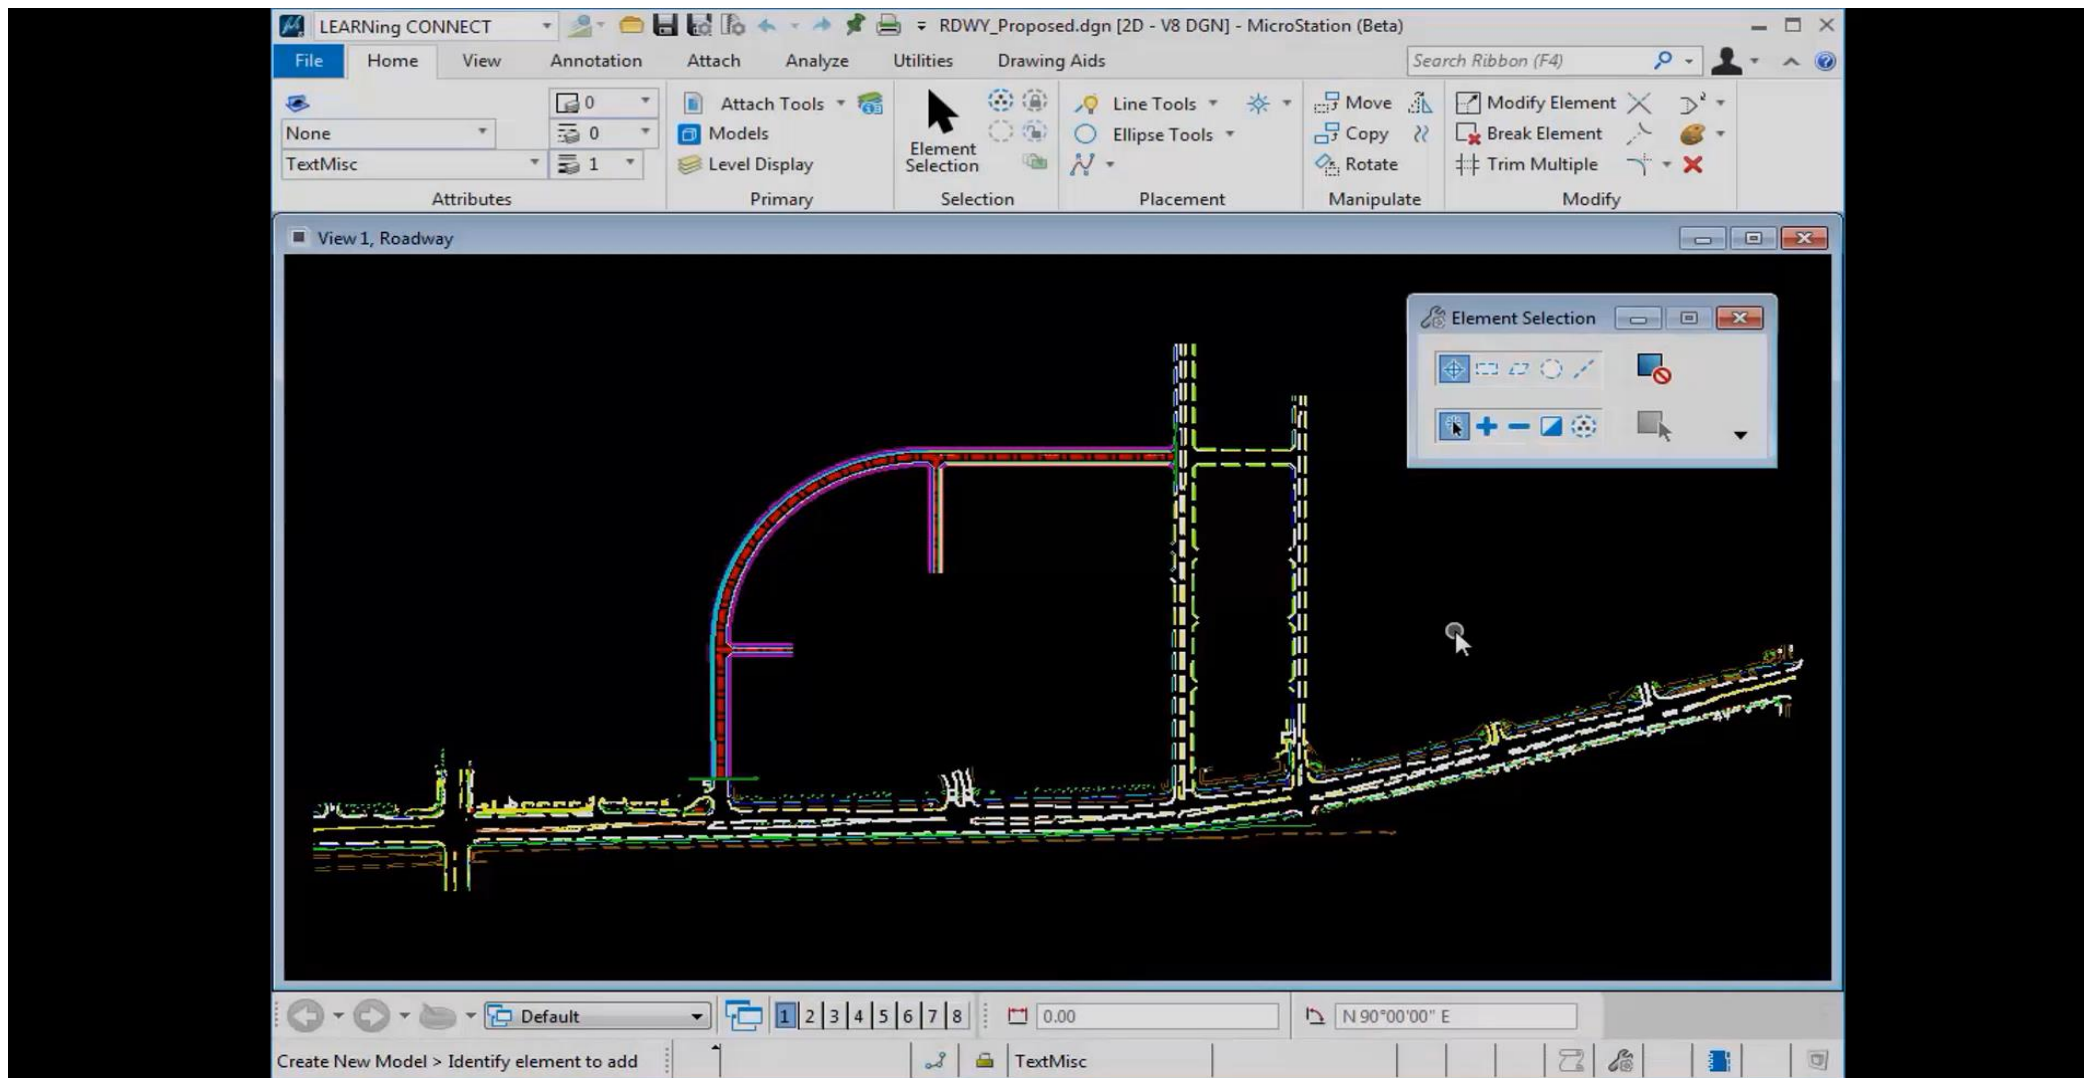 LEARNing CONNECT RDWY_Proposed.dgn [2D - V8 DGN] - MicroStation (Beta)
File Home View Annotation Attach Analyze Utilities Drawing Aids Search Ribbon (F4)
0 Attach Tools Line Tools Move Modify Element
None 0 Models Element Selection Ellipse Tools Copy Break Element
TextMisc 1 Level Display Rotate Trim Multiple
Attributes Primary Selection Placement Manipulate Modify
View 1, Roadway
Element Selection
Default 1 2 3 4 5 6 7 8 0.00 N 90°00'00" E
Create New Model > Identify element to add TextMisc